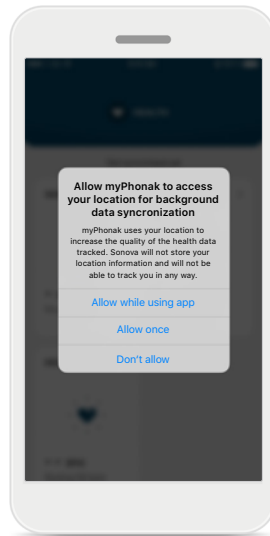 Allow myPhonak to access
your location for background
data syncronization
myPhonak uses your location to
increase the quality of the health data
tracked. Sonova will not store your
location information and will not be
able to track you in any way.
Allow while using app
Allow once
Don't allow